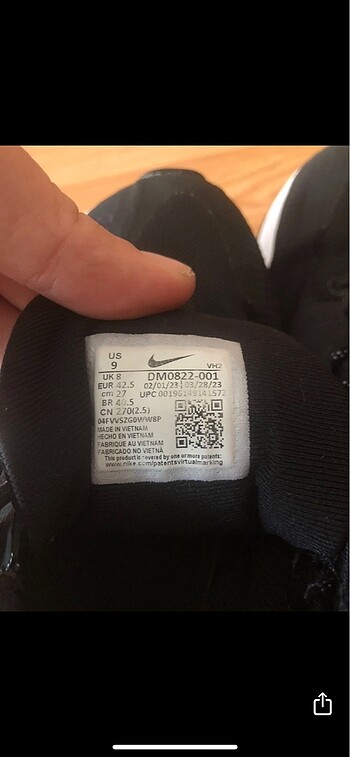 US
9
VH2
UK 8
DM0822-001
EUR 42.5
02/01/23 | 03/28/23
cm 27
UPC 00196149141572
BR 40.5
CN 270(2.5)
MADE IN VIETNAM
HECHO EN VIETNAM
FABRIQUE AU VIETNAM
FABRICADO NO VIETNÃ
This product is covered by one or more patents:
www.nike.com/patentsvirtualmarking